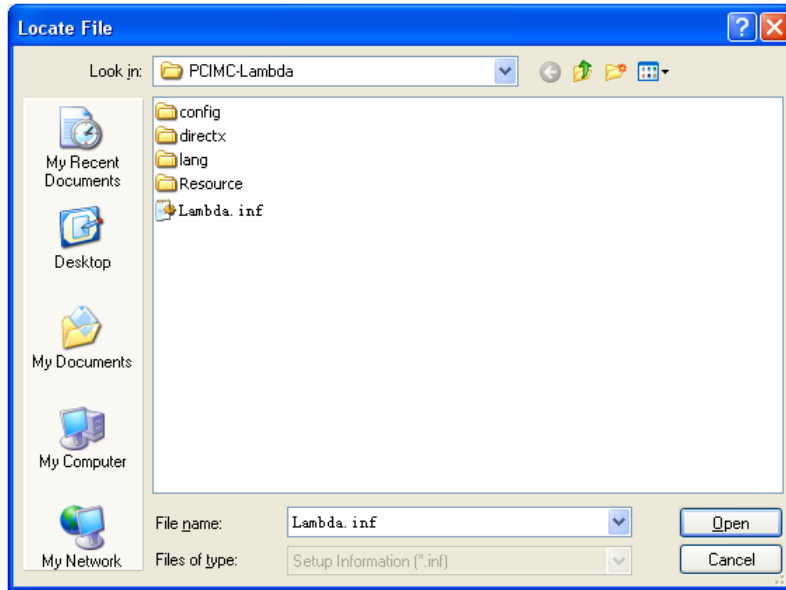 Locate File
Look in:
PCIMC-Lambda
config
directx
lang
Resource
Lambda.inf
My Recent
Documents
Desktop
My Documents
My Computer
My Network
File name:
Lambda.inf
Open
Files of type:
Setup Information (*.inf)
Cancel